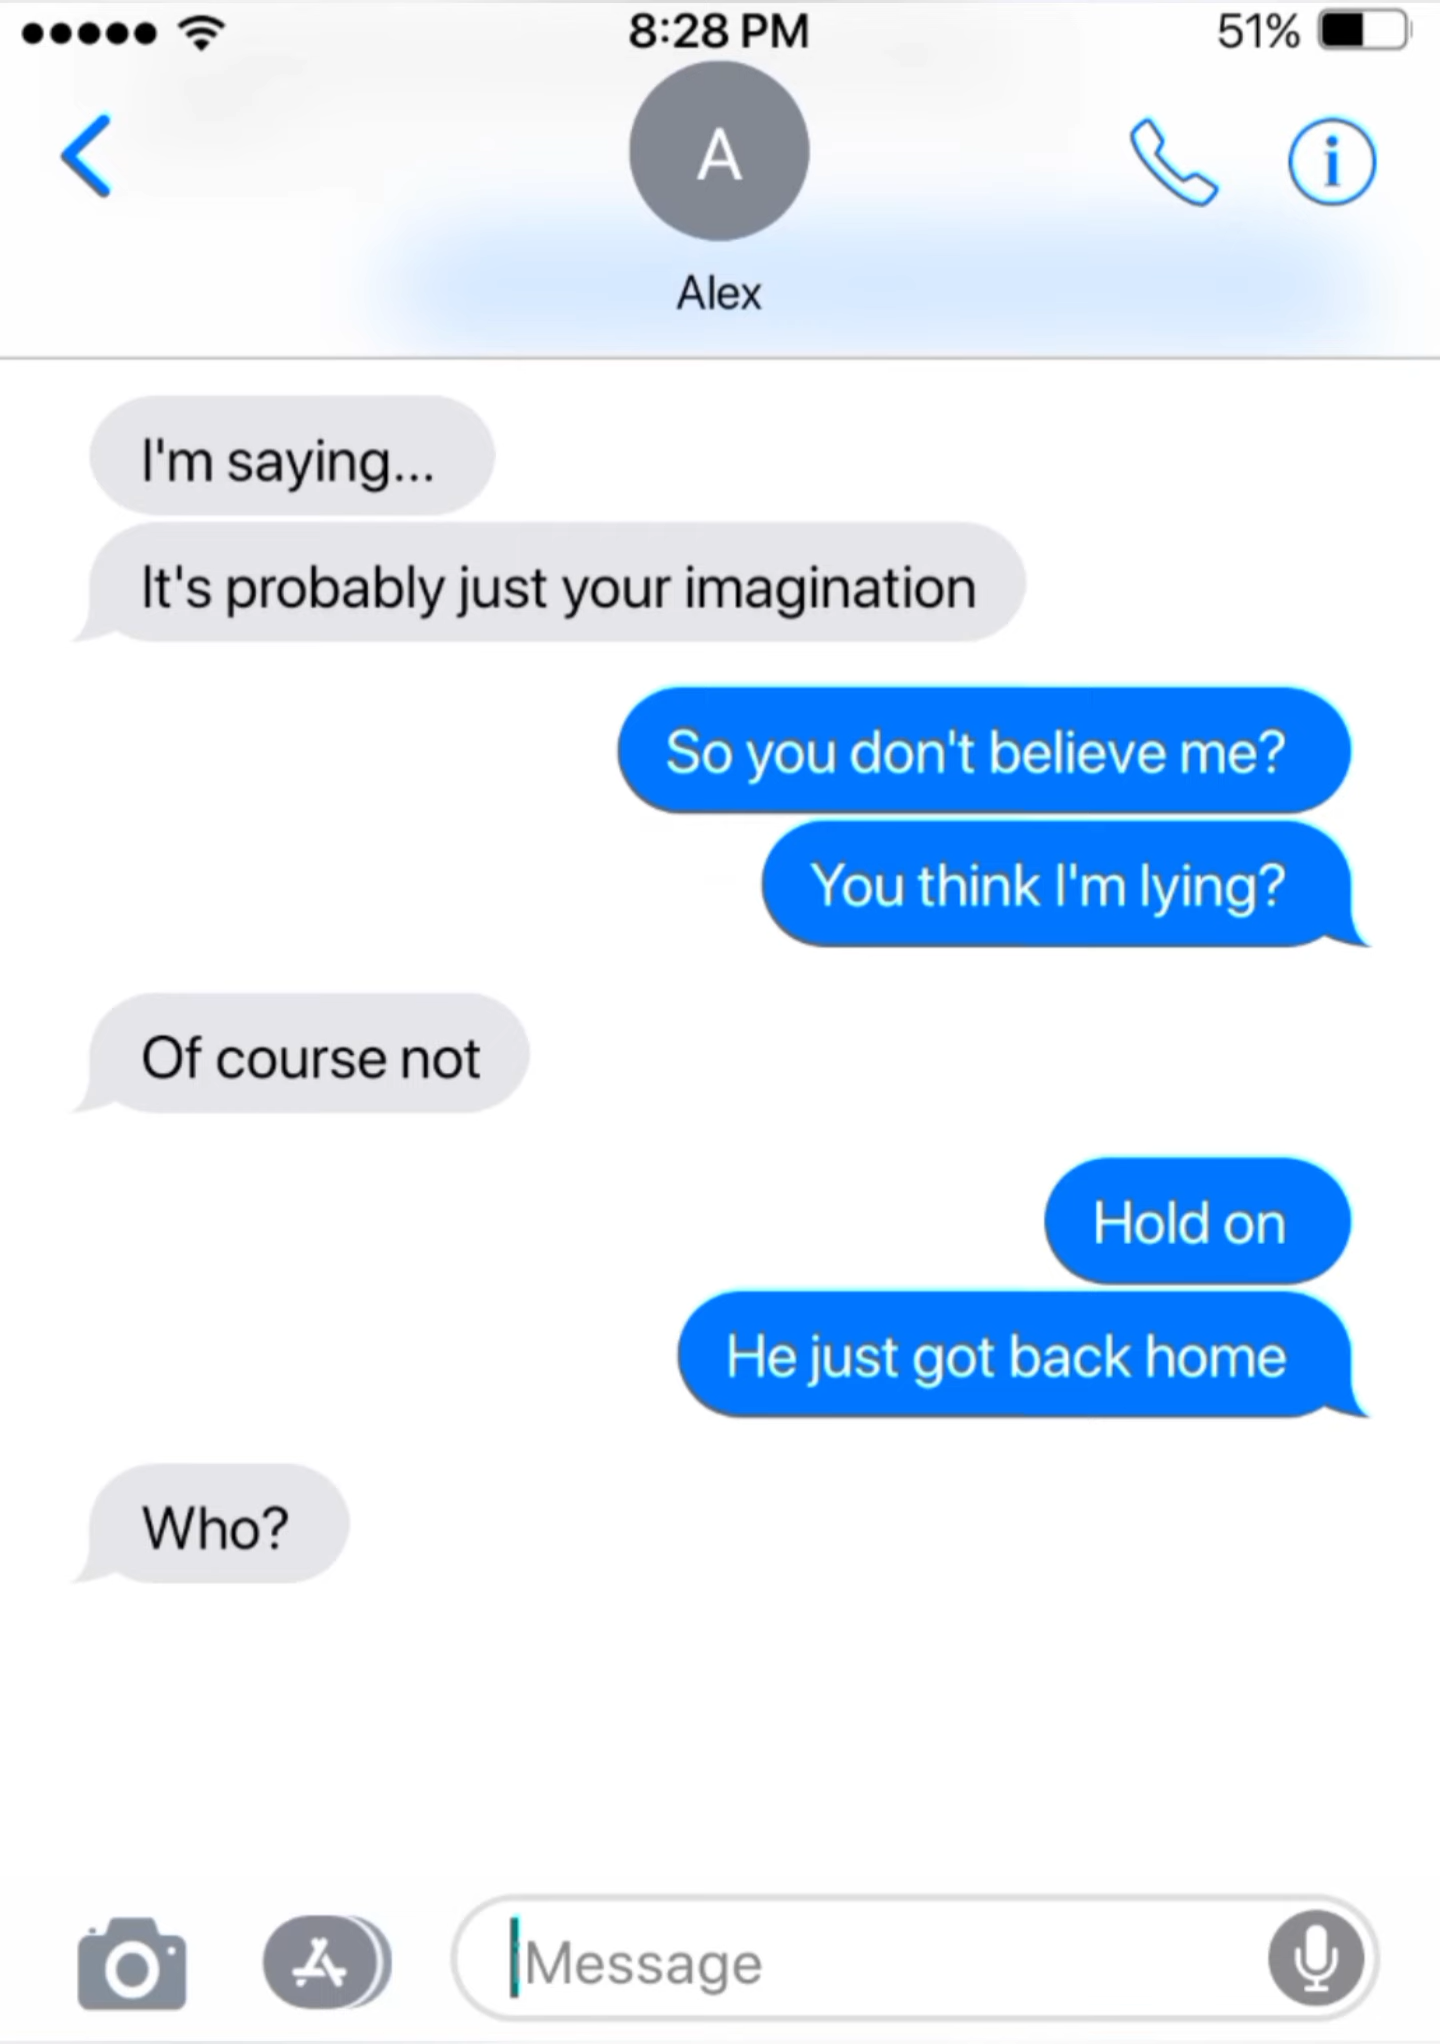 8:28 PM
51%
A
Alex
I'm saying...
It's probably just your imagination
So you don't believe me?
You think I'm lying?
Of course not
Hold on
He just got back home
Who?
Message